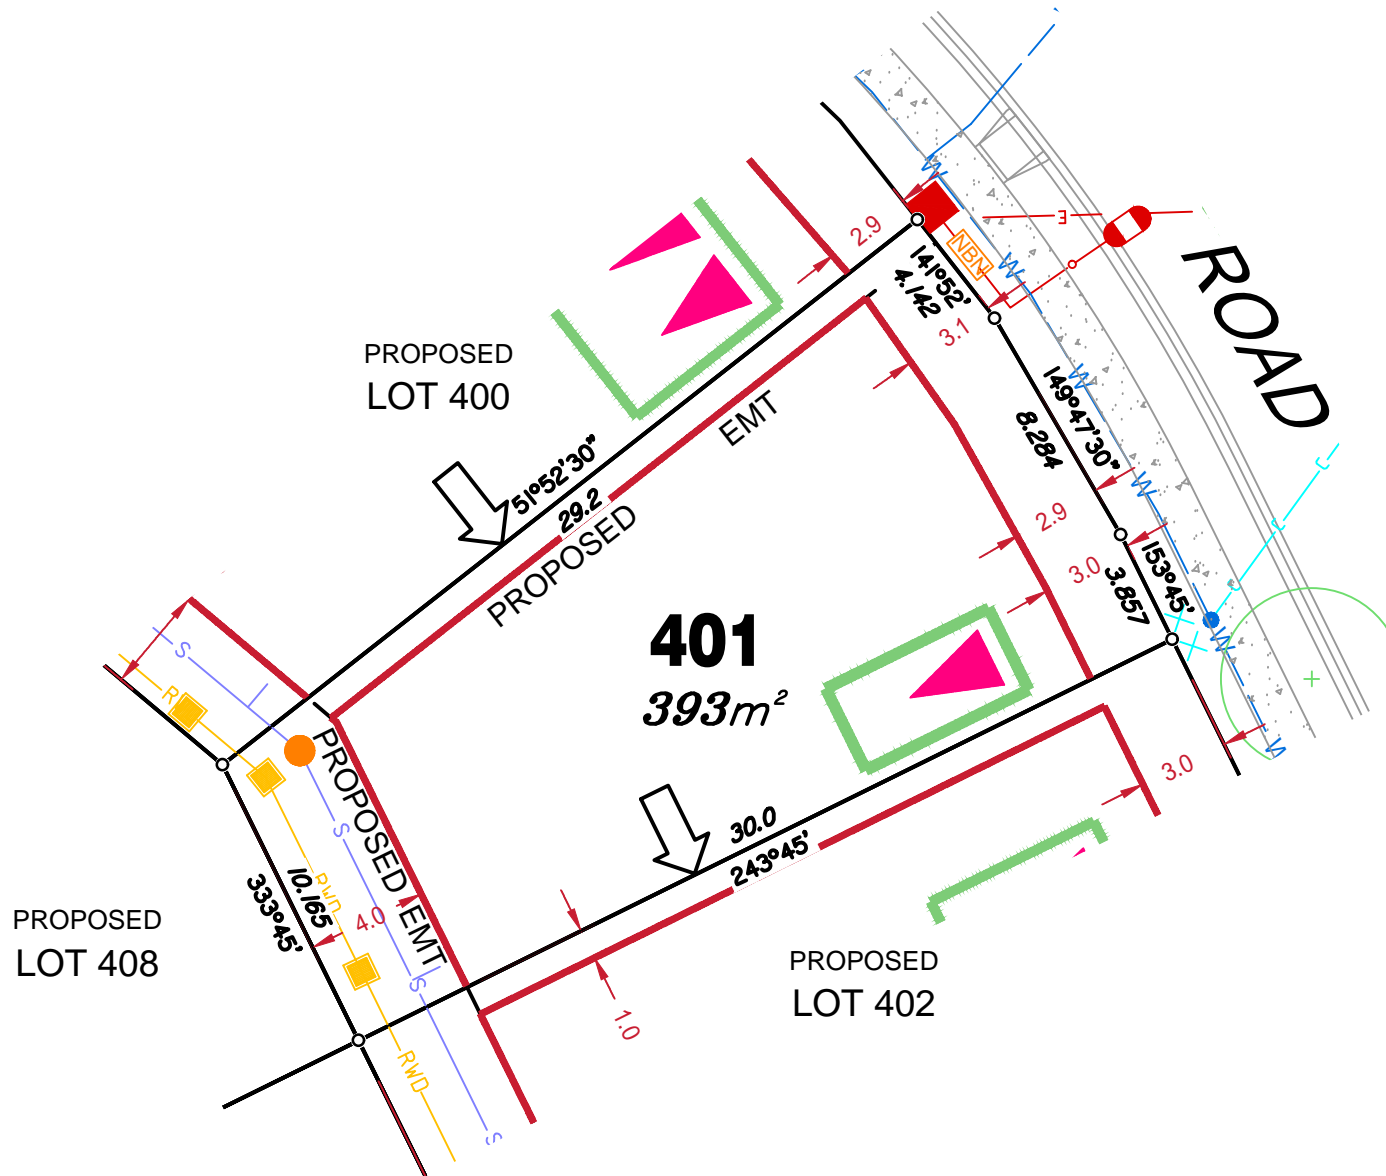 ROAD
W
E
2.9
NBN
141°52'
4.142
W
3.1
PROPOSED
LOT 400
EMT
149°47'30"
8.284
W
51°52'30"
29.2
PROPOSED
W
2.9
3.0
153°45'
3.857
W
W
401
393m²
S
R
PROPOSED EMT
S
RWD
10.165
333°45'
4.0
S
RWD
S
30.0
243°45'
3.0
1.0
PROPOSED
LOT 408
PROPOSED
LOT 402